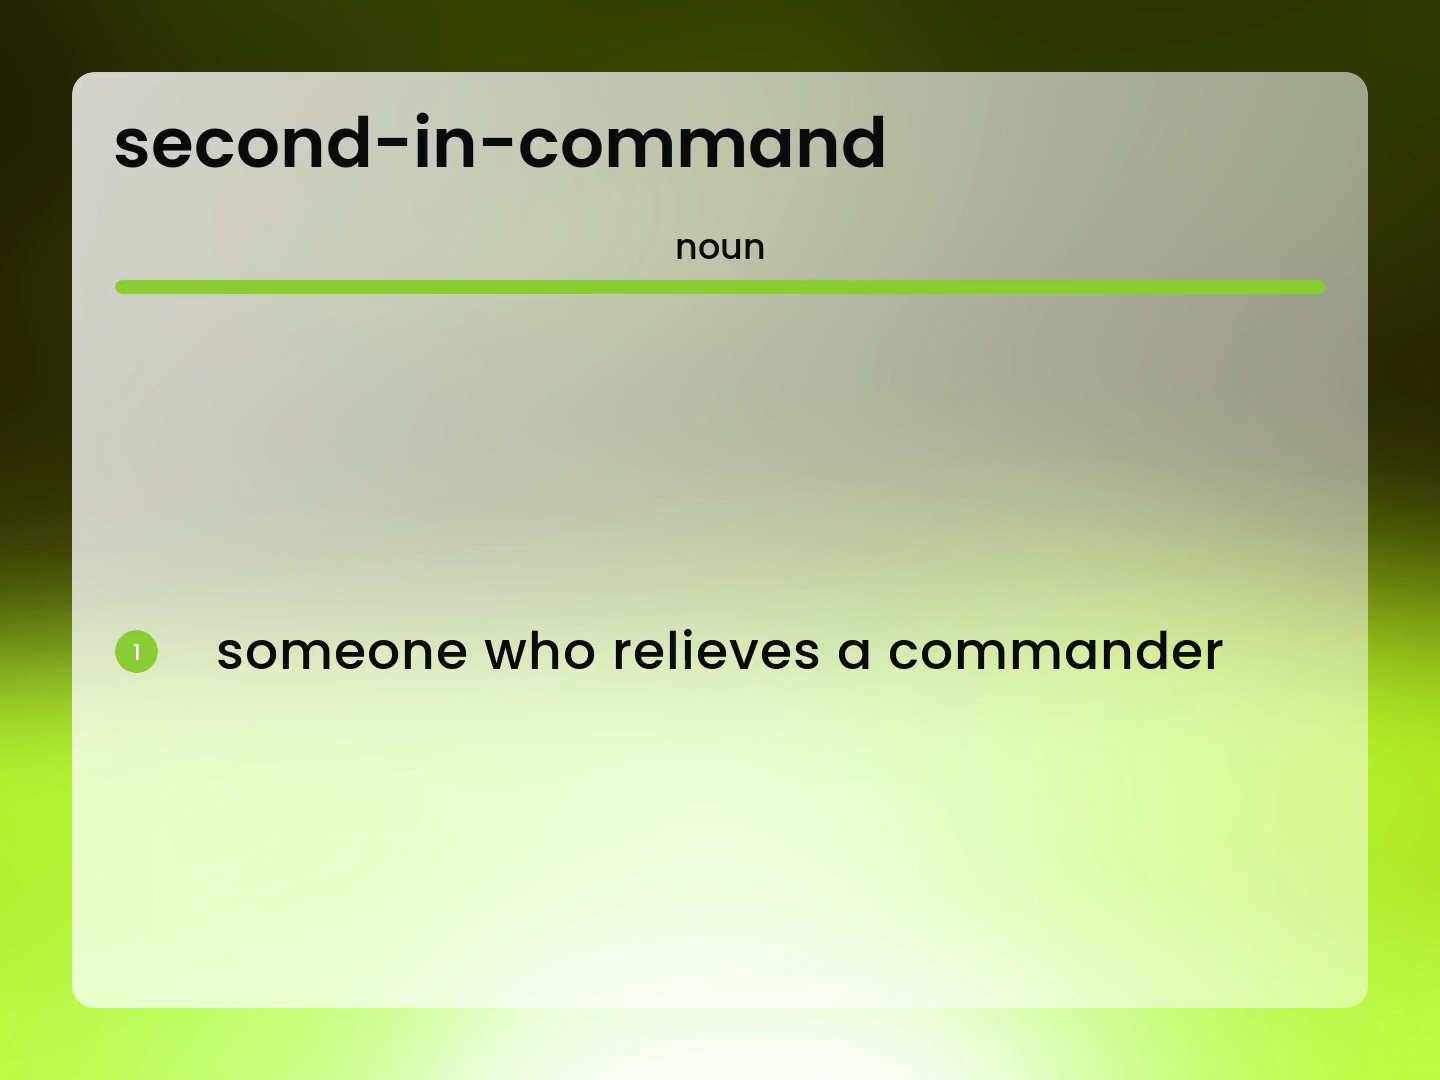 second-in-command
noun
1 someone who relieves a commander